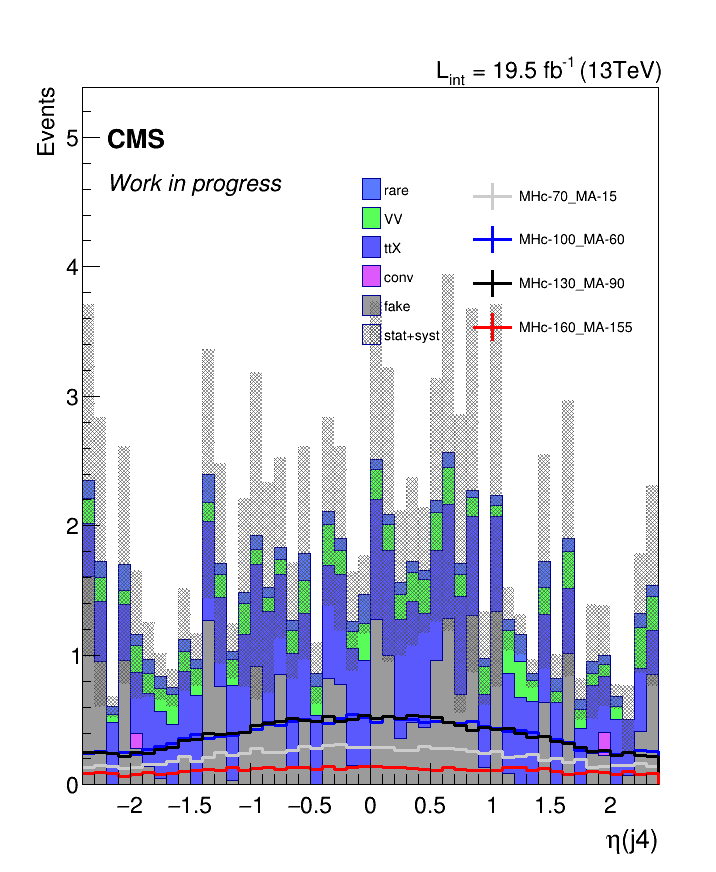 L_int = 19.5 fb^-1 (13TeV)
Events
CMS
Work in progress
rare
VV
ttX
conv
fake
stat+syst
MHc-70_MA-15
MHc-100_MA-60
MHc-130_MA-90
MHc-160_MA-155
5
4
3
2
1
0
−2 −1.5 −1 −0.5 0 0.5 1 1.5 2
η(j4)